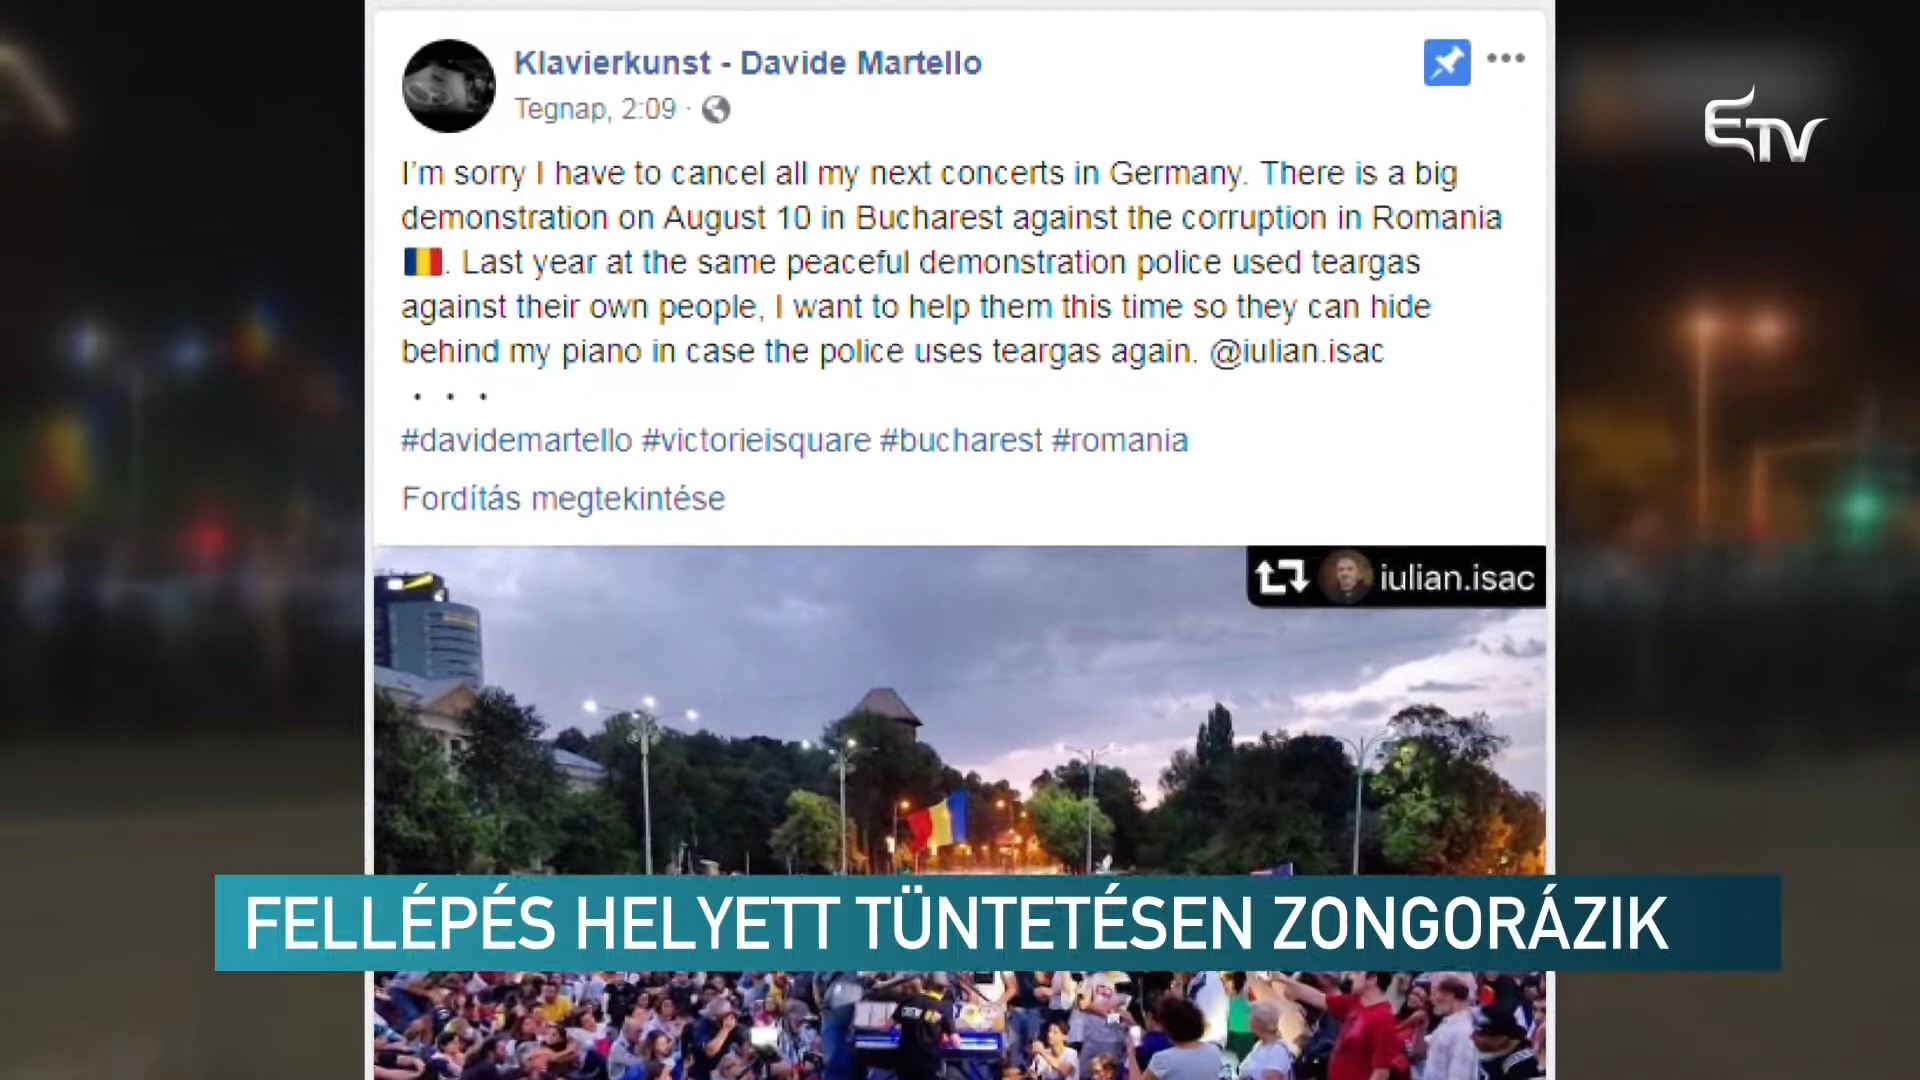 Klavierkunst - Davide Martello
Tegnap, 2:09 ·
ETV
I'm sorry I have to cancel all my next concerts in Germany. There is a big
demonstration on August 10 in Bucharest against the corruption in Romania
🇷🇴. Last year at the same peaceful demonstration police used teargas
against their own people, I want to help them this time so they can hide
behind my piano in case the police uses teargas again. @iulian.isac
・・・
#davidemartello #victorieisquare #bucharest #romania
Fordítás megtekintése
iulian.isac
FELLÉPÉS HELYETT TÜNTETÉSEN ZONGORÁZIK